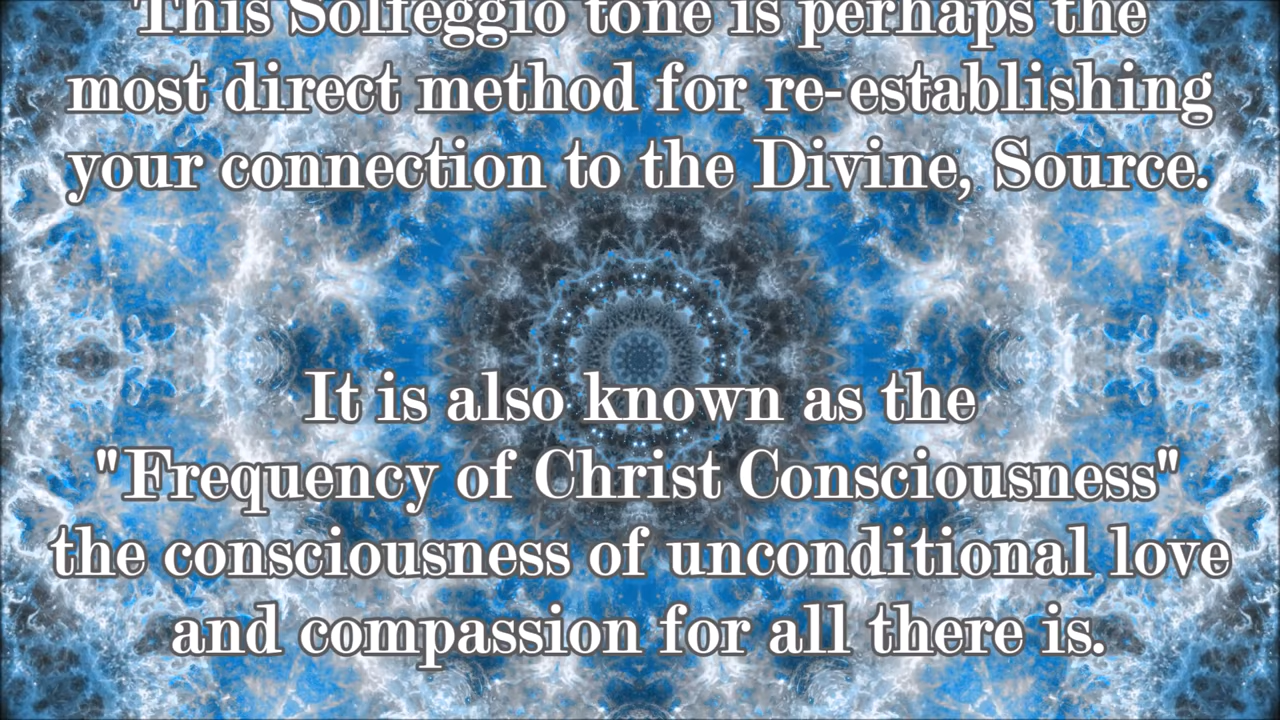 This Solfeggio tone is perhaps the
most direct method for re-establishing
your connection to the Divine, Source.
It is also known as the
"Frequency of Christ Consciousness"
the consciousness of unconditional love
and compassion for all there is.